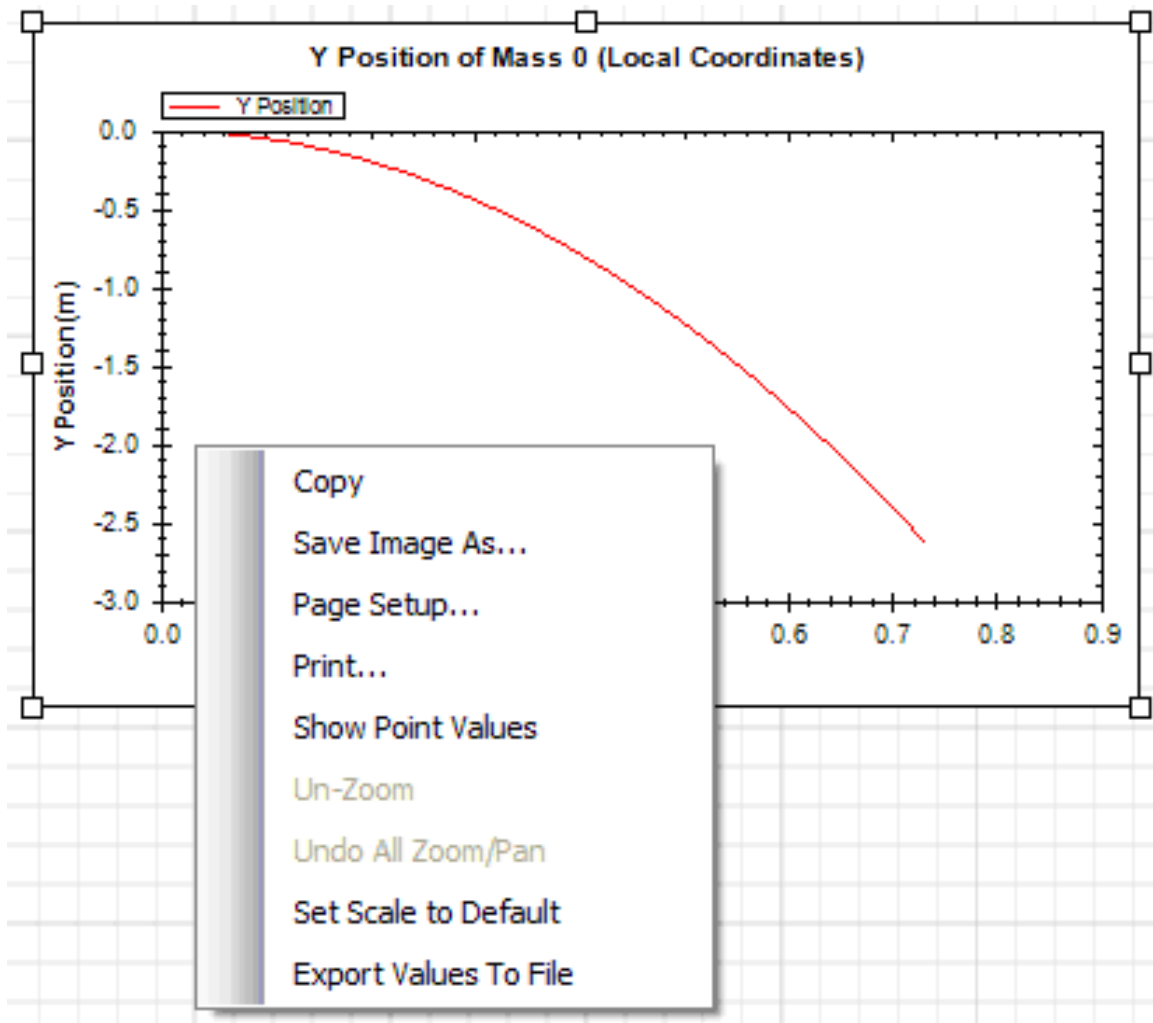 Y Position of Mass 0 (Local Coordinates)
Y Position
0.0
-0.5
-1.0
-1.5
-2.0
-2.5
-3.0
Y Position(m)
0.0
0.6
0.7
0.8
0.9
Copy
Save Image As...
Page Setup...
Print...
Show Point Values
Un-Zoom
Undo All Zoom/Pan
Set Scale to Default
Export Values To File